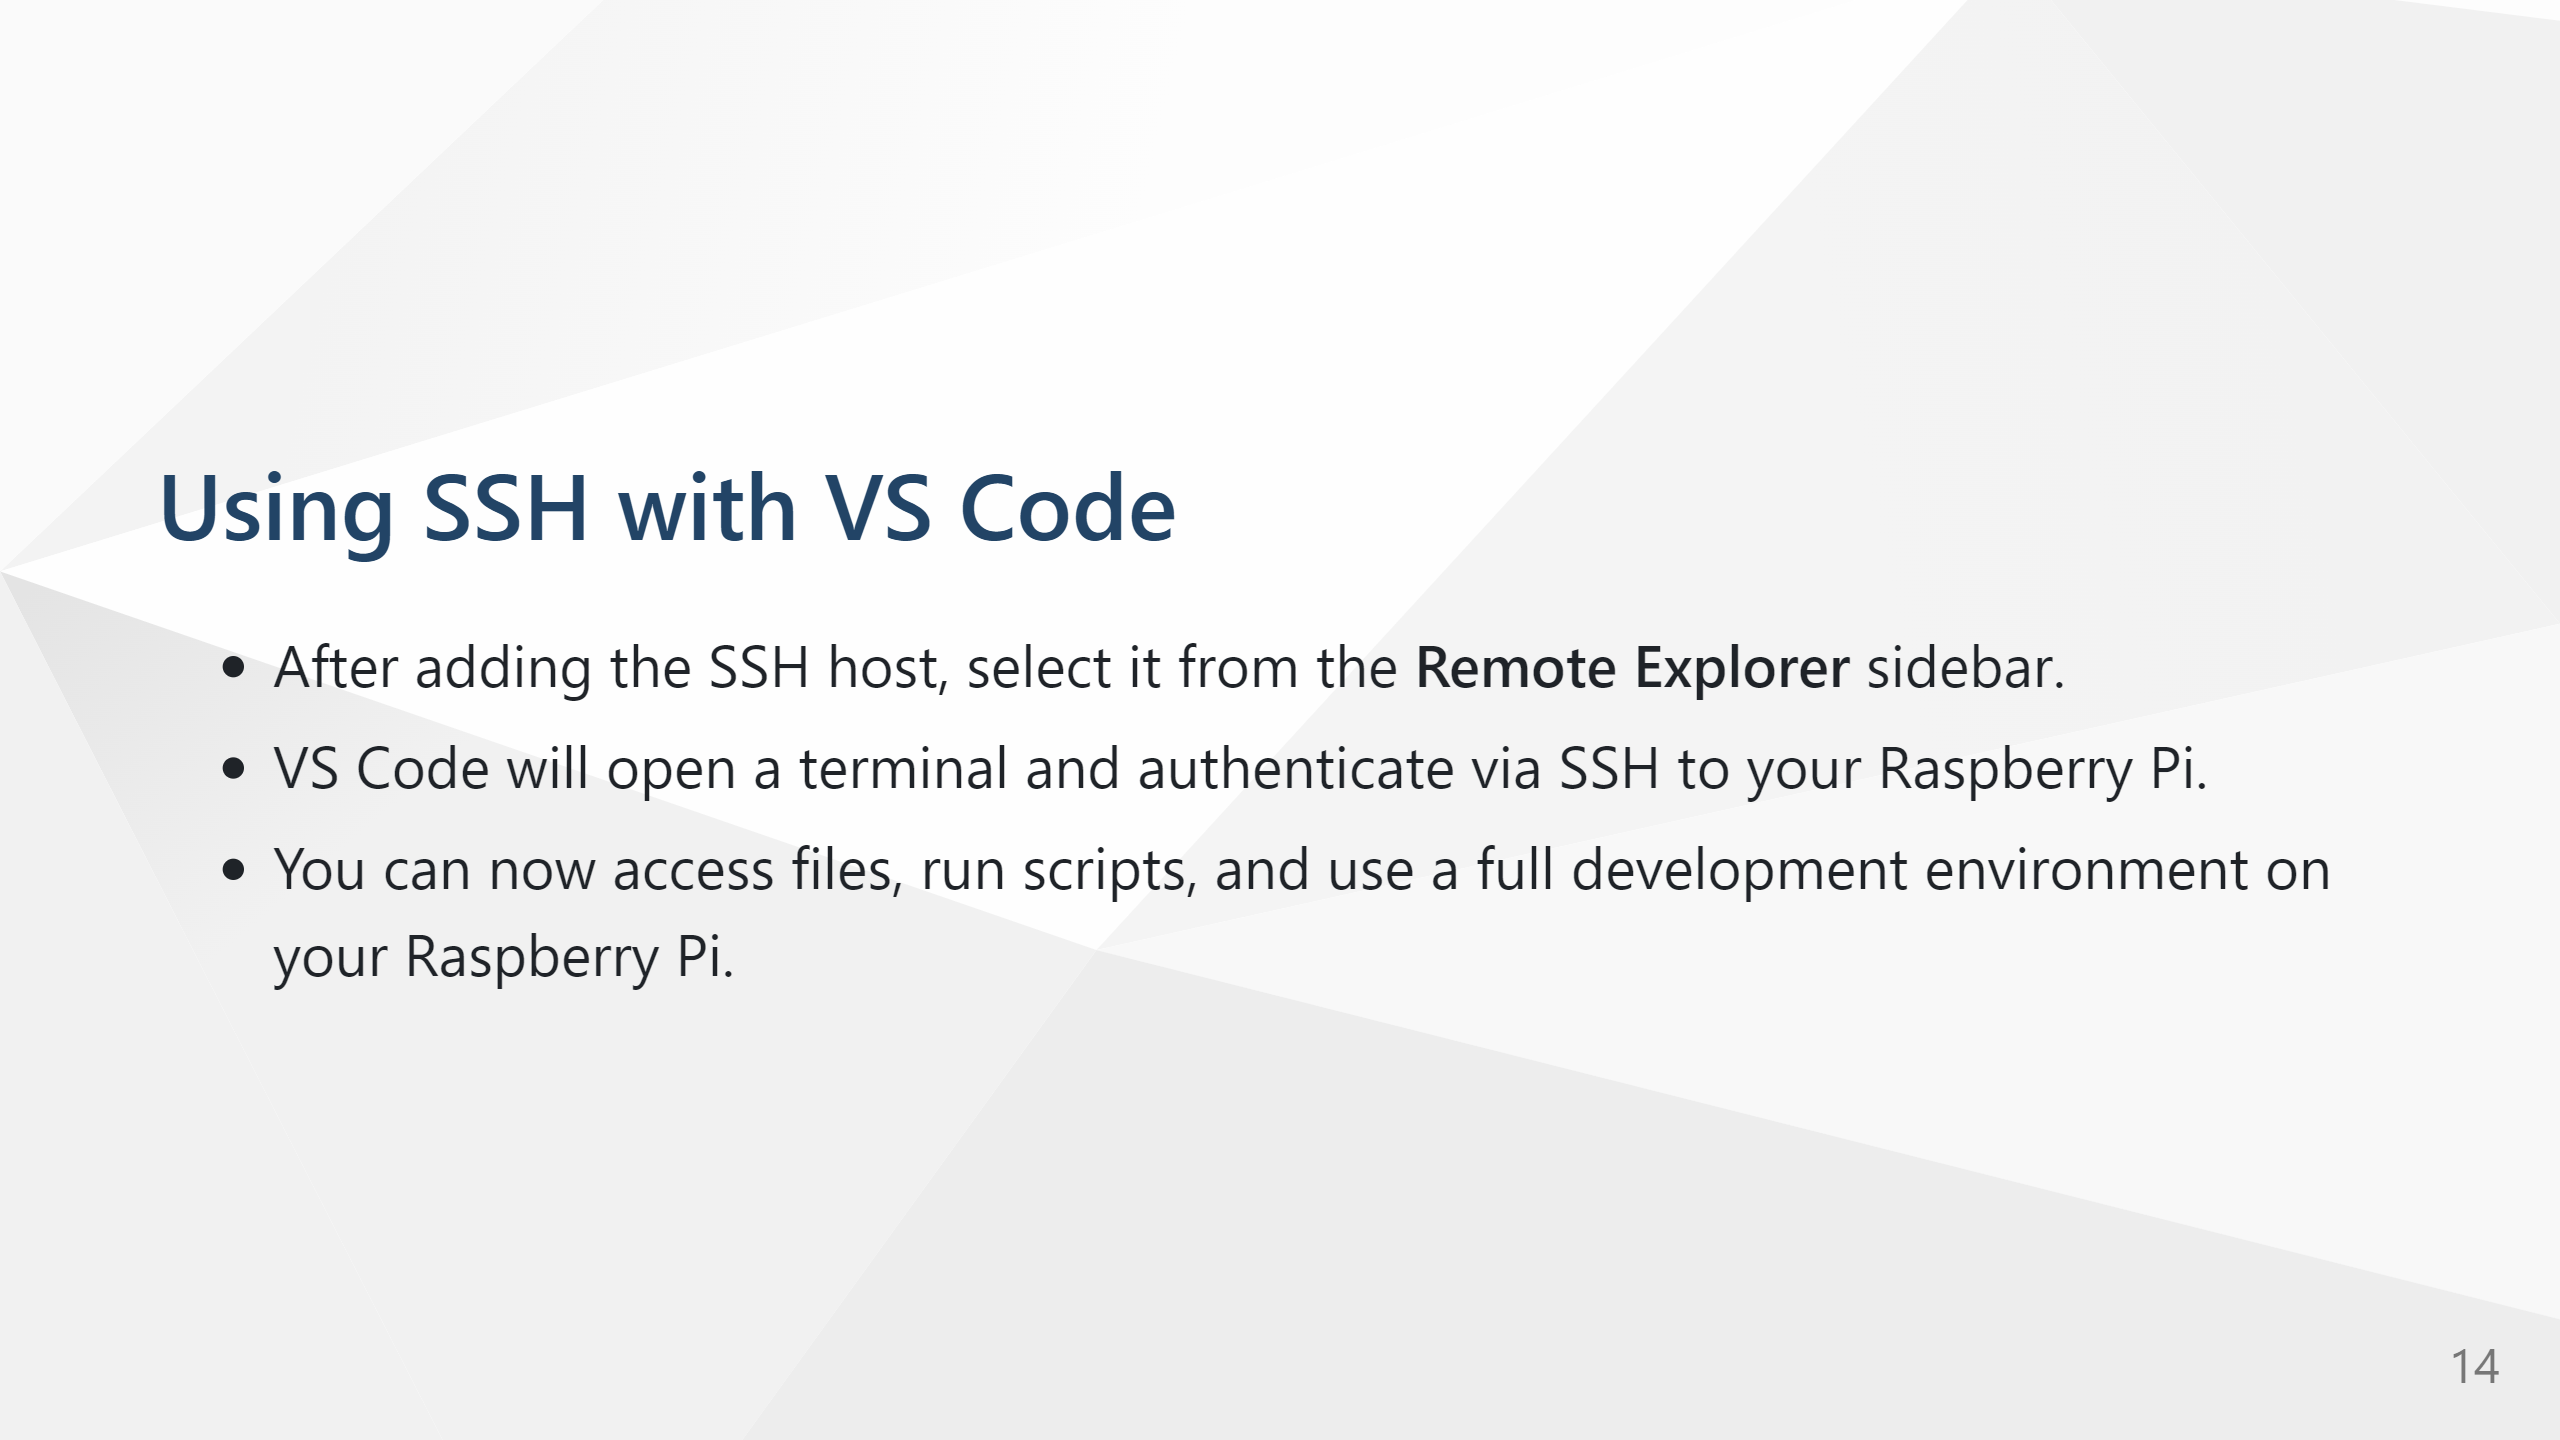 Using SSH with VS Code
• After adding the SSH host, select it from the Remote Explorer sidebar.
• VS Code will open a terminal and authenticate via SSH to your Raspberry Pi.
• You can now access files, run scripts, and use a full development environment on
your Raspberry Pi.
14